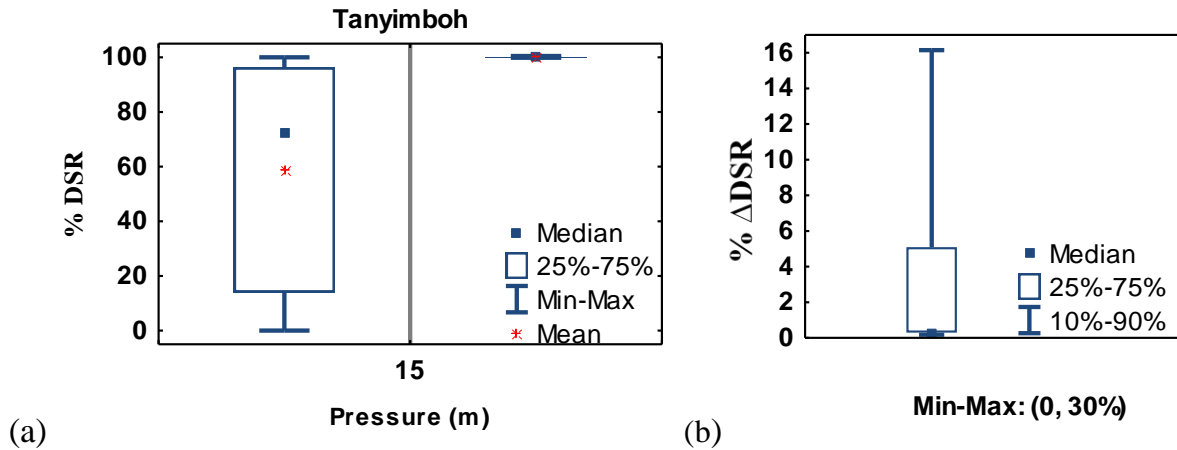 Tanyimboh
% DSR
100
80
60
40
20
0
Median
25%-75%
Min-Max
Mean
15
Pressure (m)
(a)
% ΔDSR
16
14
12
10
8
6
4
2
0
Median
25%-75%
10%-90%
Min-Max: (0, 30%)
(b)